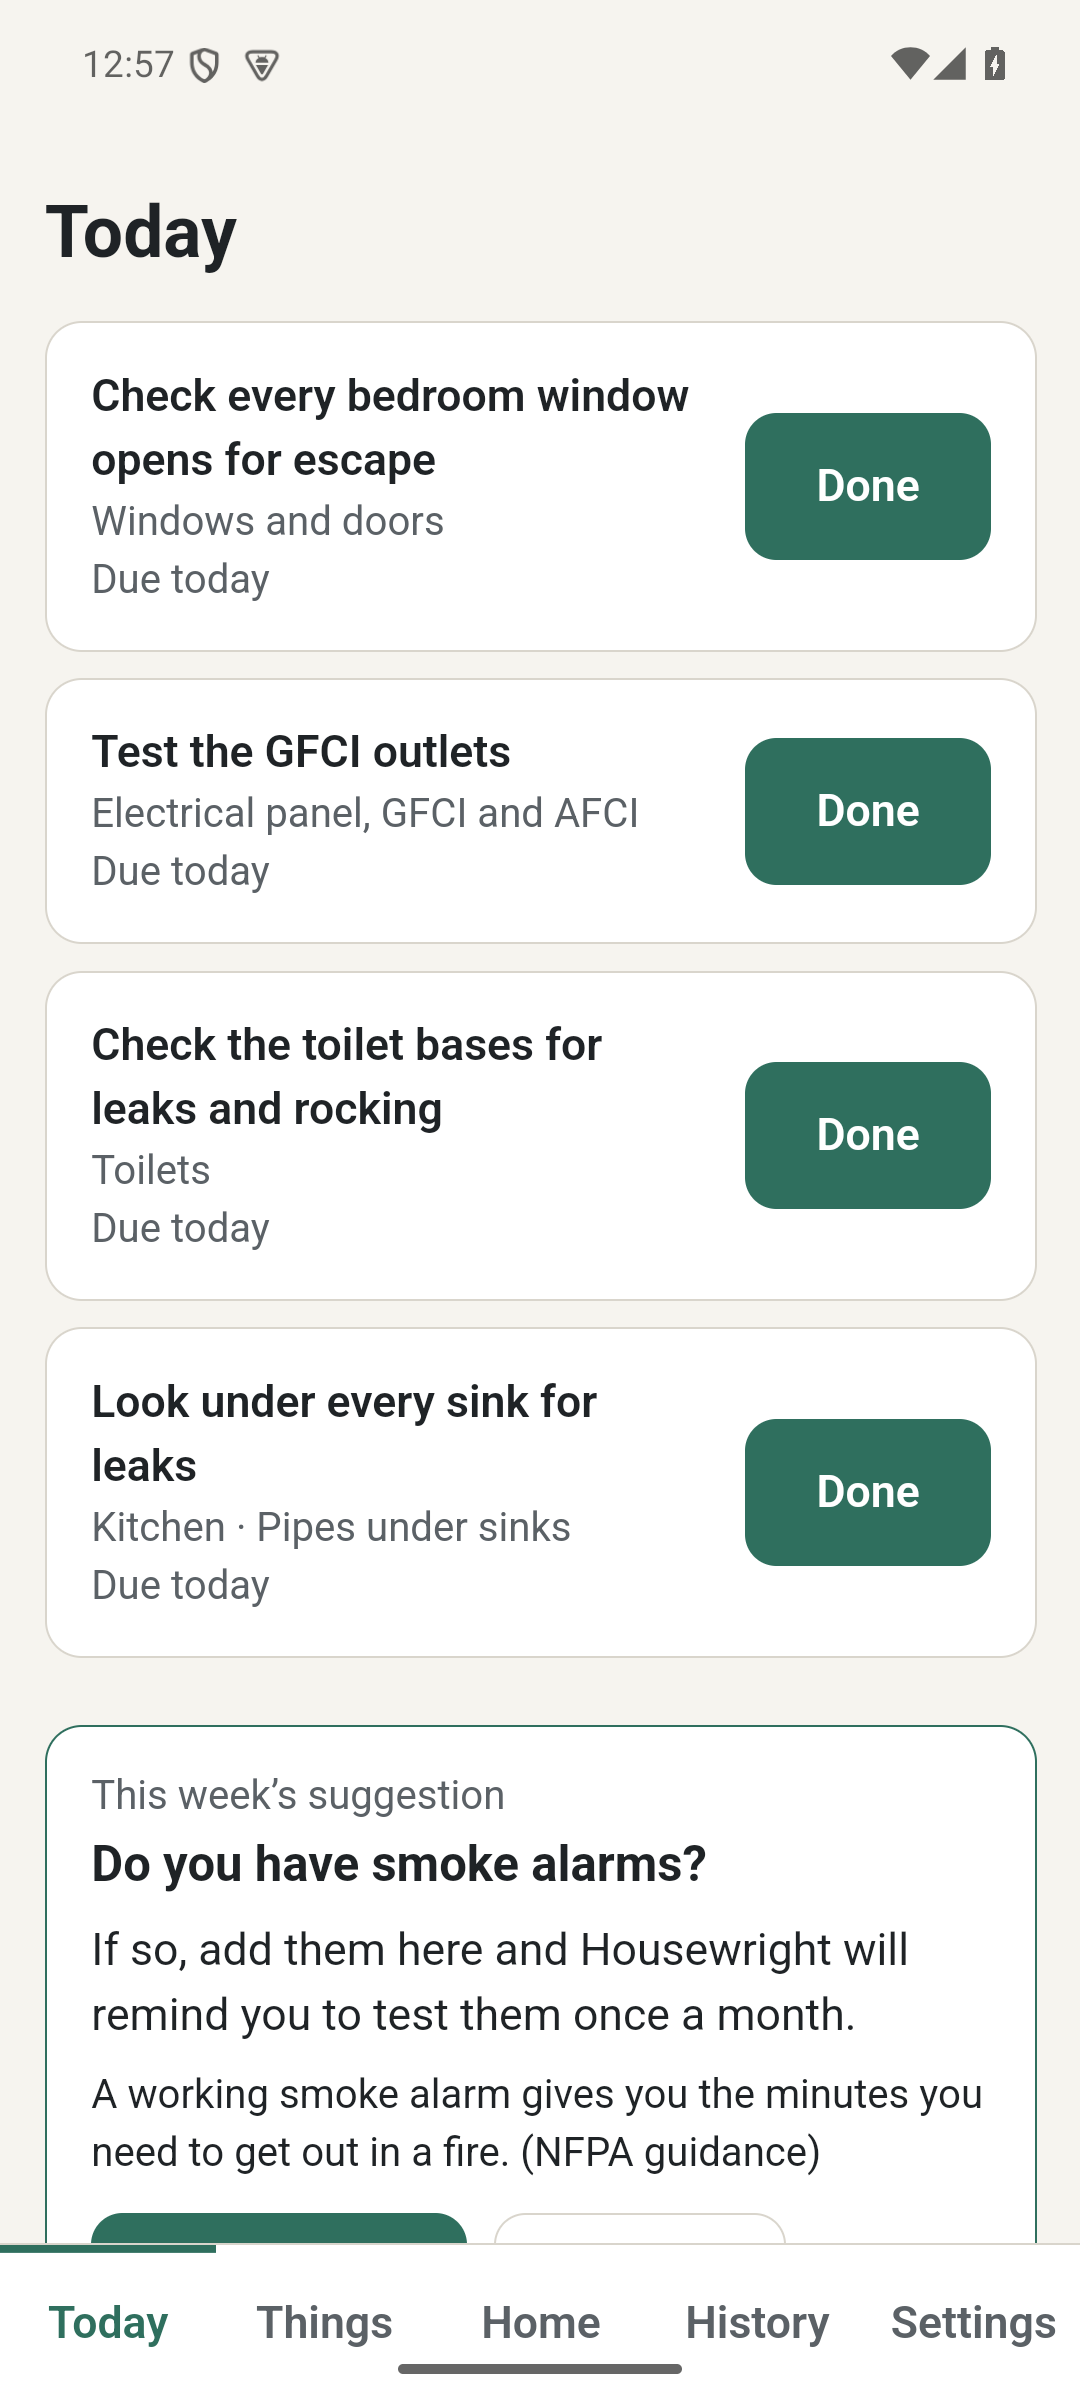 12:57
Today
Check every bedroom window
opens for escape
Windows and doors
Due today
Done
Test the GFCI outlets
Electrical panel, GFCI and AFCI
Due today
Done
Check the toilet bases for
leaks and rocking
Toilets
Due today
Done
Look under every sink for
leaks
Kitchen · Pipes under sinks
Due today
Done
This week’s suggestion
Do you have smoke alarms?
If so, add them here and Housewright will
remind you to test them once a month.
A working smoke alarm gives you the minutes you
need to get out in a fire. (NFPA guidance)
Today
Things
Home
History
Settings